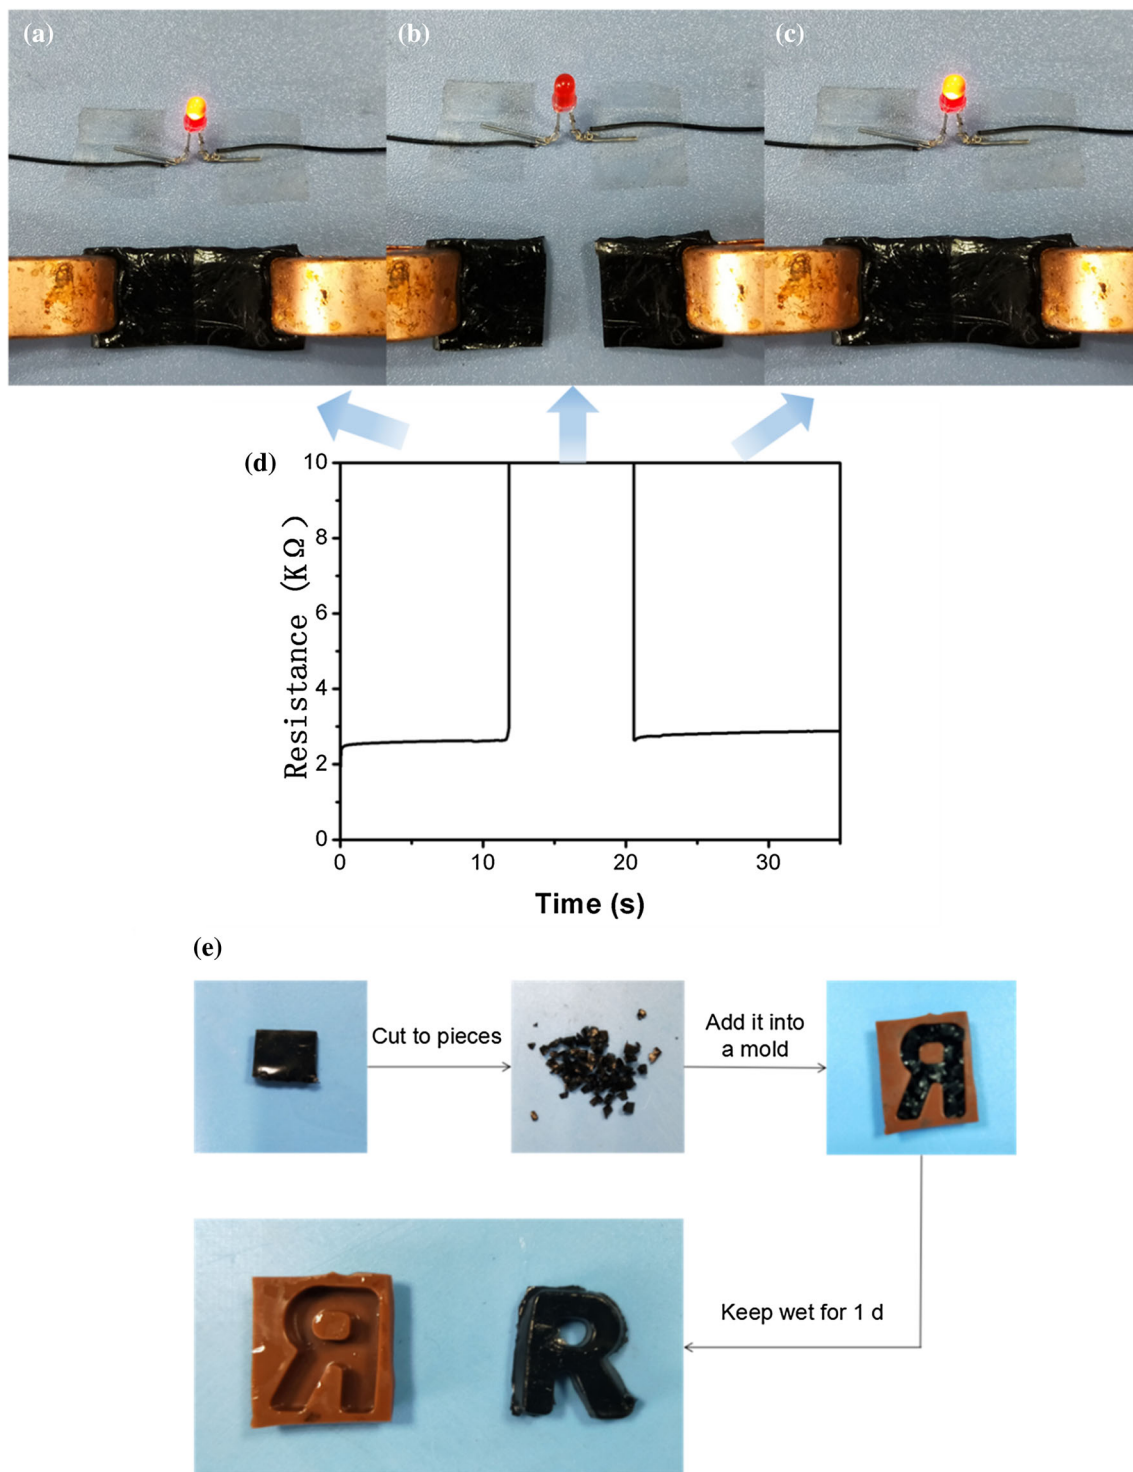 (a)
(b)
(c)
(d)
10
8
6
4
2
0
Resistance (KΩ)
0
10
20
30
Time (s)
(e)
Cut to pieces
Add it into
a mold
Keep wet for 1 d